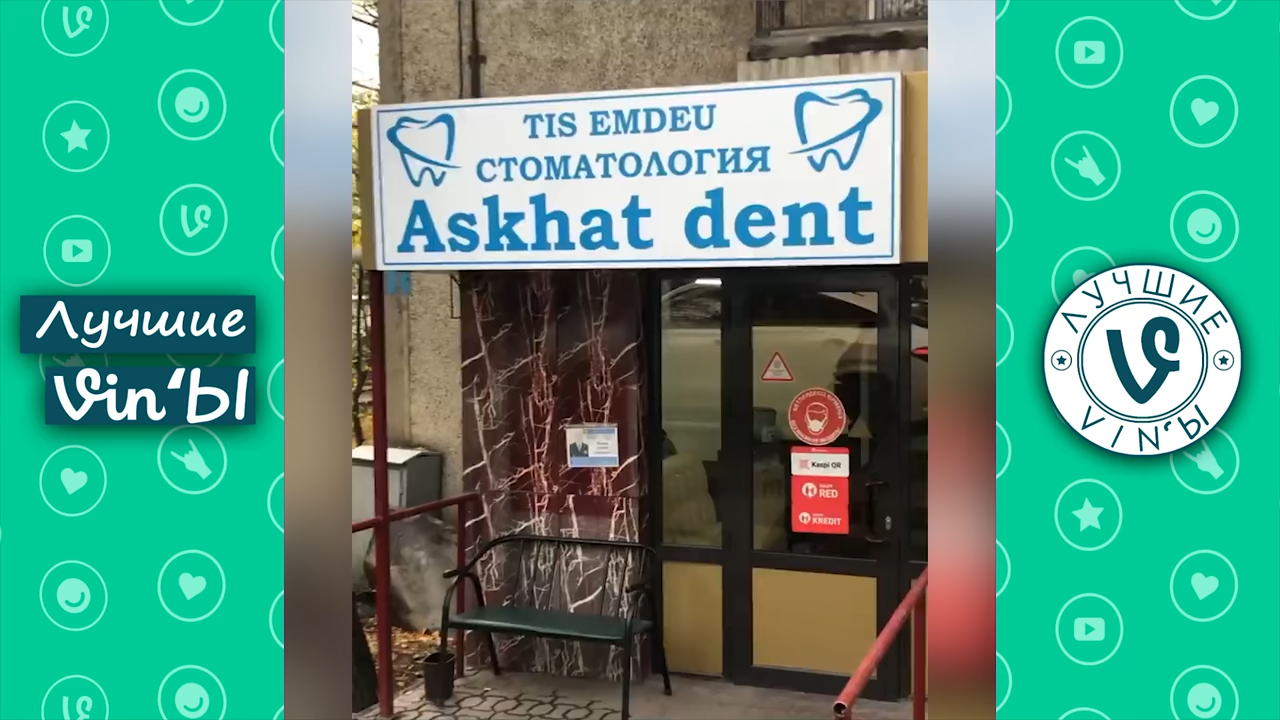 TIS EMDEU
СТОМАТОЛОГИЯ
Askhat dent
Лучшие
Vin'Ы
ЛУЧШИЕ
VIN'Ы
Kaspi QR
RED
KREDIT